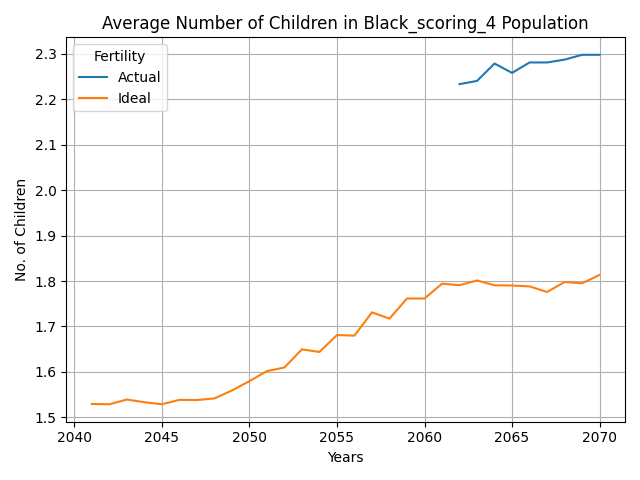 Average Number of Children in Black_scoring_4 Population
Fertility
Actual
Ideal
2.3
2.2
2.1
2.0
1.9
1.8
1.7
1.6
1.5
No. of Children
2040 2045 2050 2055 2060 2065 2070
Years